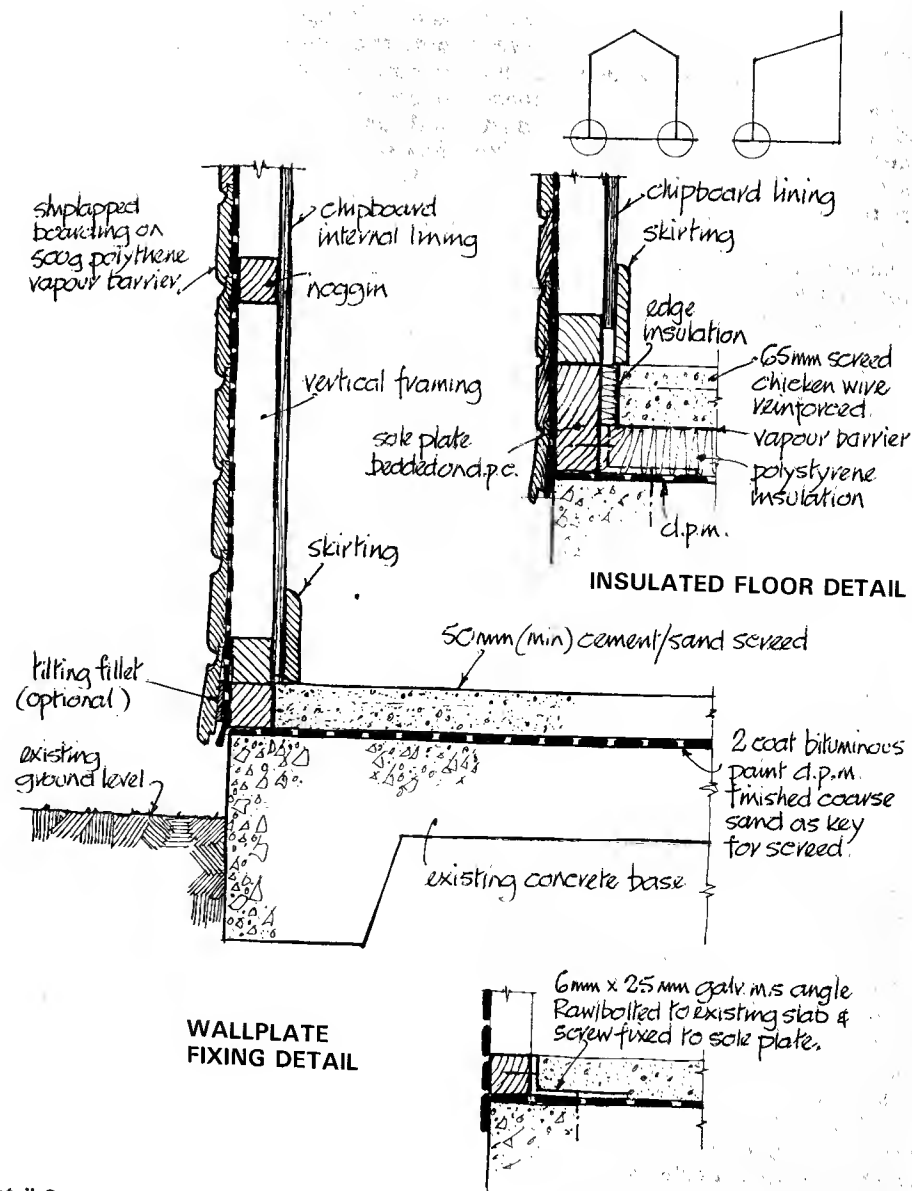 shiplapped
boarding on
500g polythene
vapour barrier
chipboard
internal lining
noggin
vertical framing
skirting
tilting fillet
(optional)
existing
ground level
chipboard lining
skirting
edge
insulation
65mm screed
chicken wire
reinforced.
vapour barrier
polystyrene
insulation
sole plate
bedded on d.p.c.
d.p.m.
INSULATED FLOOR DETAIL
50mm (min) cement/sand screed
2 coat bituminous
paint d.p.m.
finished coarse
sand as key
for screed.
existing concrete base
WALLPLATE
FIXING DETAIL
6mm x 25mm galv. m.s angle
Rawlbolted to existing slab &
screw fixed to sole plate.